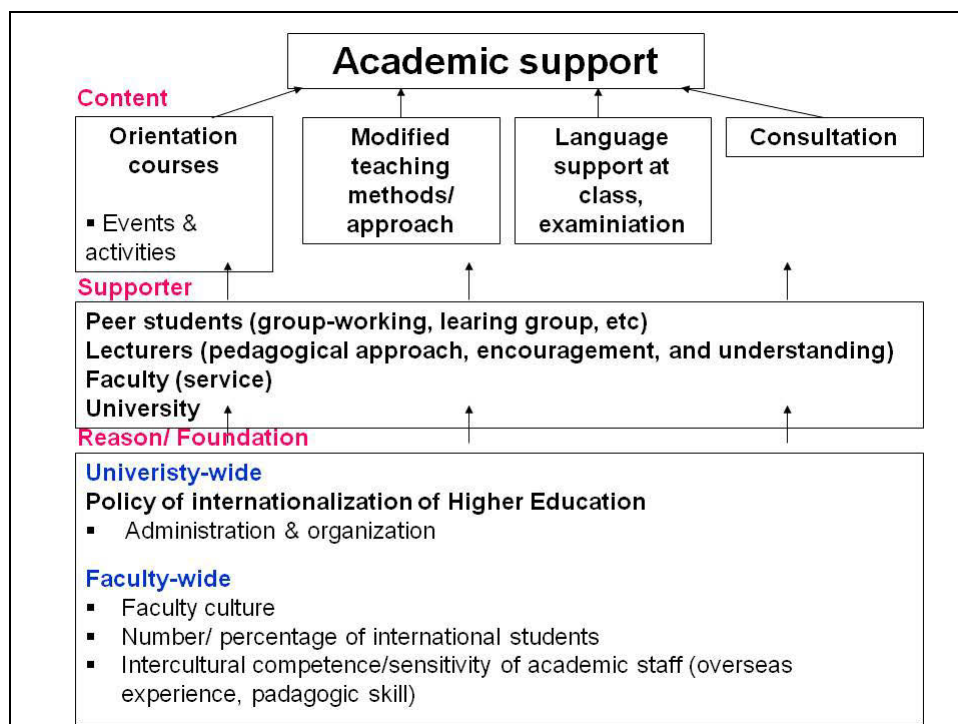 Academic support
Content
Orientation
courses
▪ Events &
activities
Modified
teaching
methods/
approach
Language
support at
class,
examiniation
Consultation
Supporter
Peer students (group-working, learing group, etc)
Lecturers (pedagogical approach, encouragement, and understanding)
Faculty (service)
University
Reason/ Foundation
Univeristy-wide
Policy of internationalization of Higher Education
▪ Administration & organization
Faculty-wide
▪ Faculty culture
▪ Number/ percentage of international students
▪ Intercultural competence/sensitivity of academic staff (overseas
experience, padagogic skill)